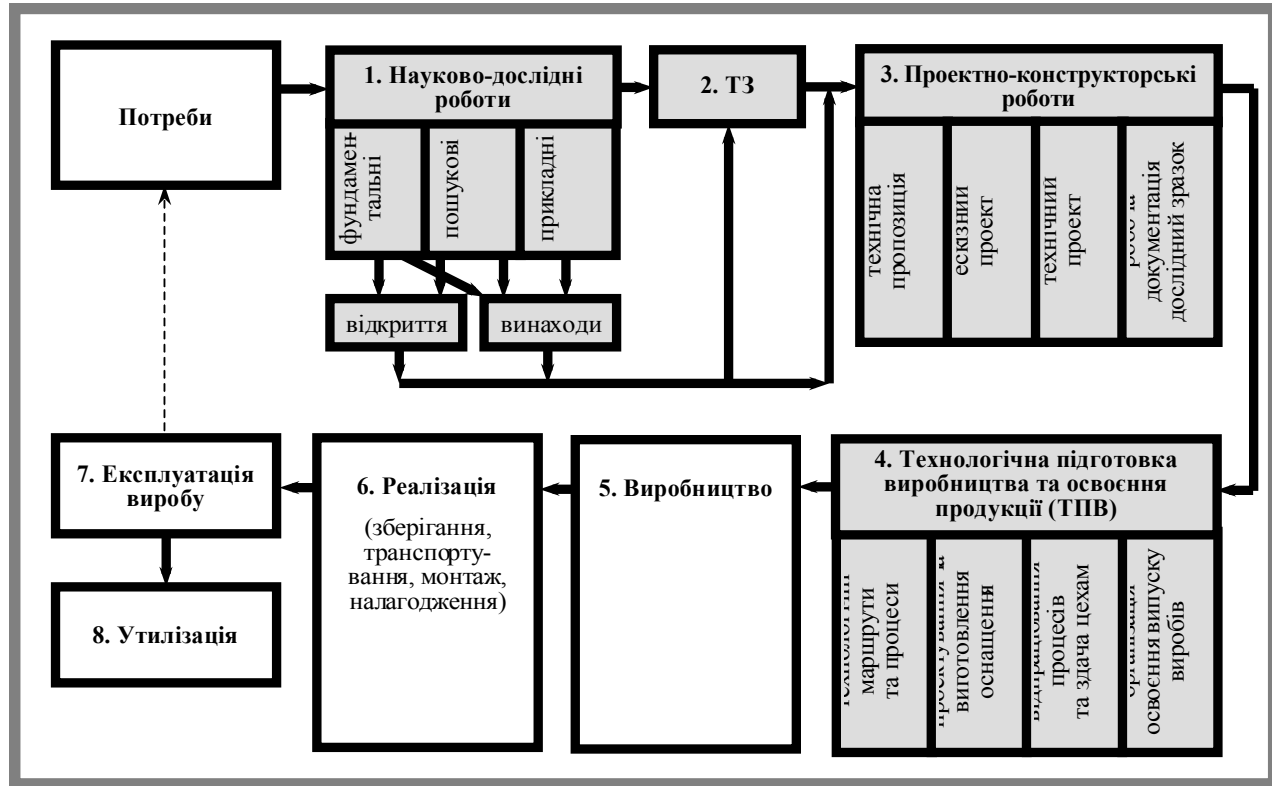 Потреби
1. Науково-дослідні
роботи
фундамен-
тальні
пошукові
прикладні
відкриття
винаходи
2. ТЗ
3. Проектно-конструкторські
роботи
технічна
пропозиція
ескізний
проект
технічний
проект
документація
дослідний зразок
4. Технологічна підготовка
виробництва та освоєння
продукції (ТПВ)
маршрути
та процеси
виготовлення
оснащення
процесів
та здача цехам
організація
освоєння випуску
виробів
5. Виробництво
6. Реалізація
(зберігання,
транспорту-
вання, монтаж,
налагодження)
7. Експлуатація
виробу
8. Утилізація